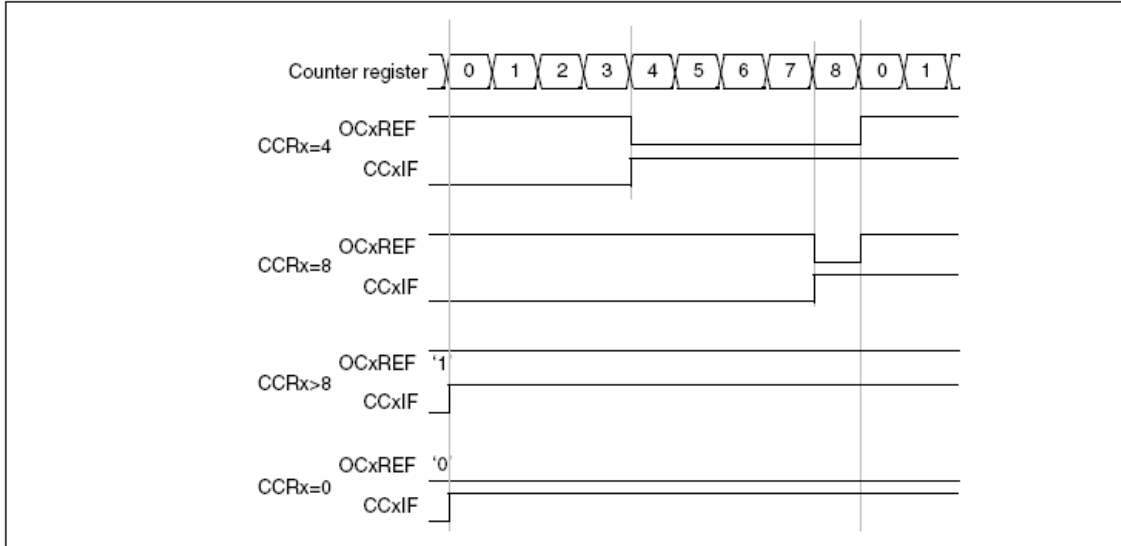 Counter register 0 1 2 3 4 5 6 7 8 0 1
OCxREF
CCRx=4
CCxIF
OCxREF
CCRx=8
CCxIF
OCxREF '1'
CCRx>8
CCxIF
OCxREF '0'
CCRx=0
CCxIF